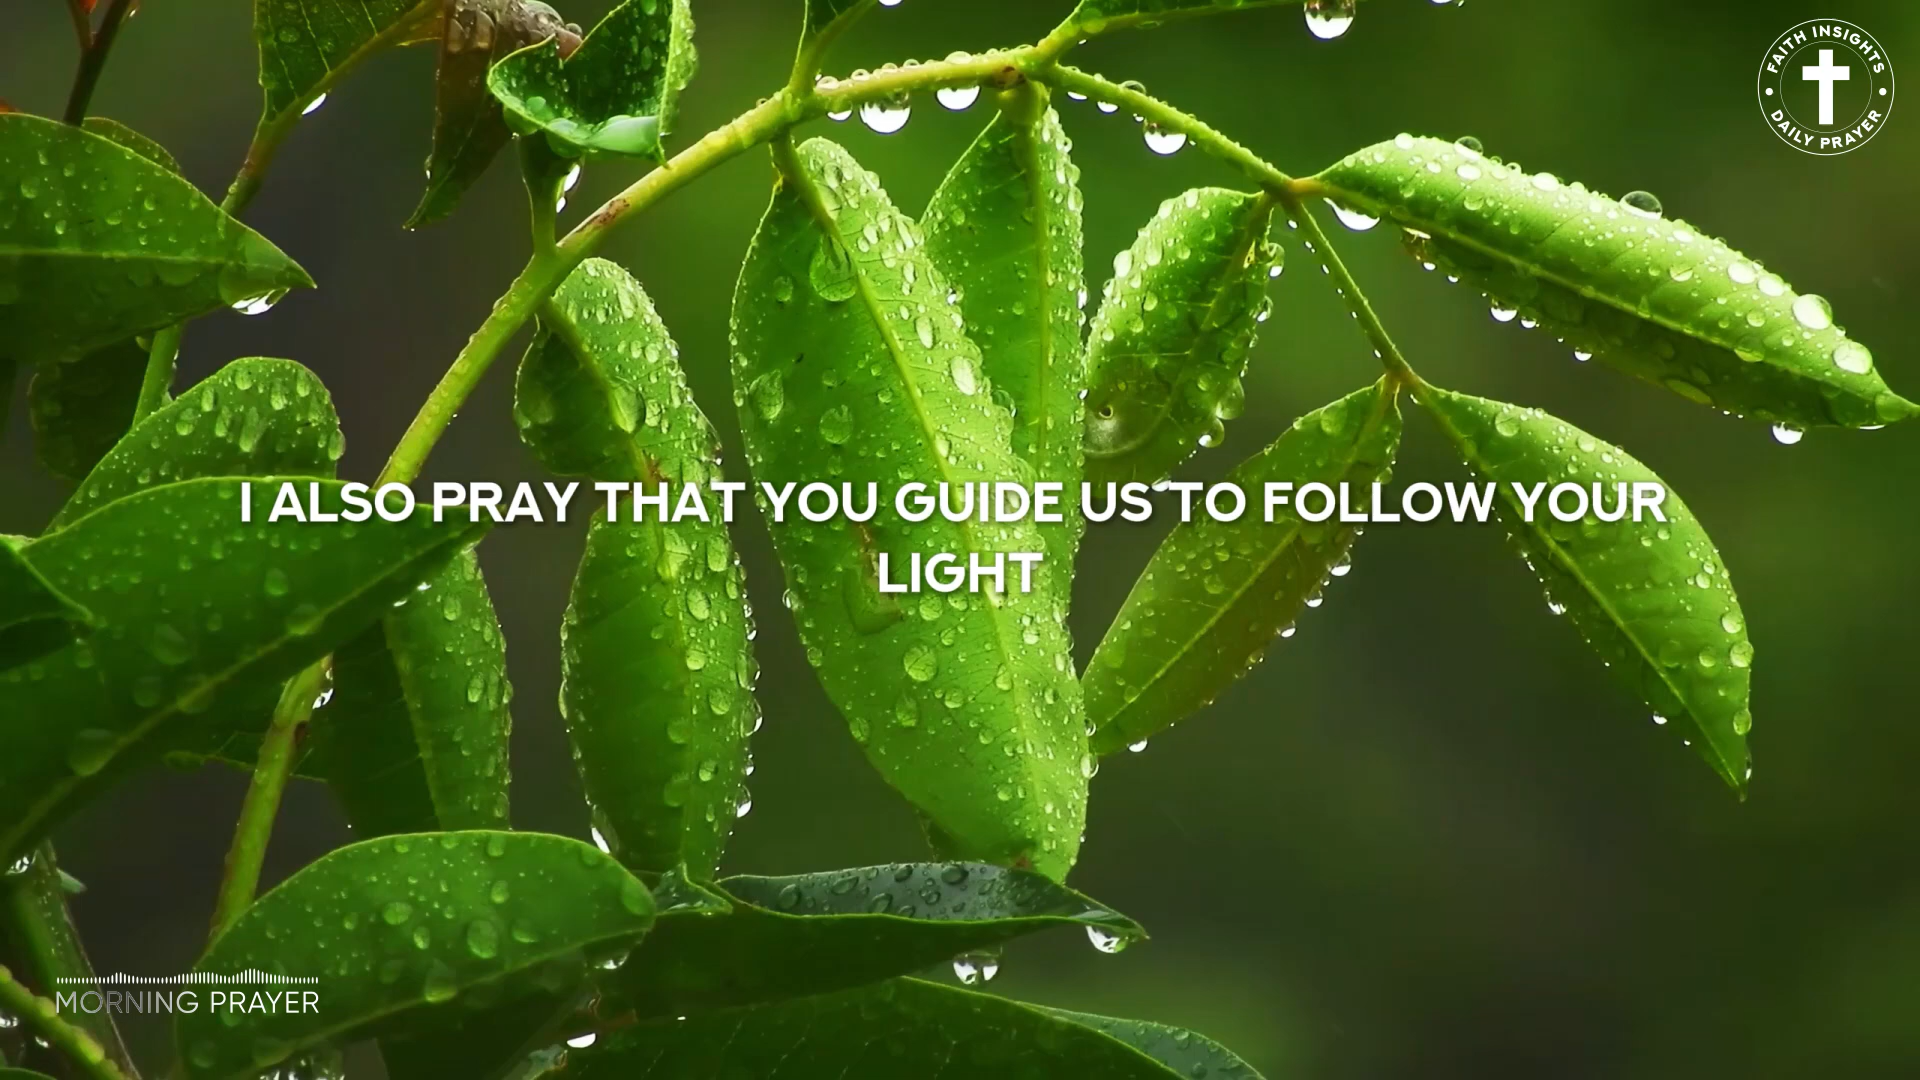 FAITH INSIGHTS
DAILY PRAYER
I ALSO PRAY THAT YOU GUIDE US TO FOLLOW YOUR
LIGHT
MORNING PRAYER